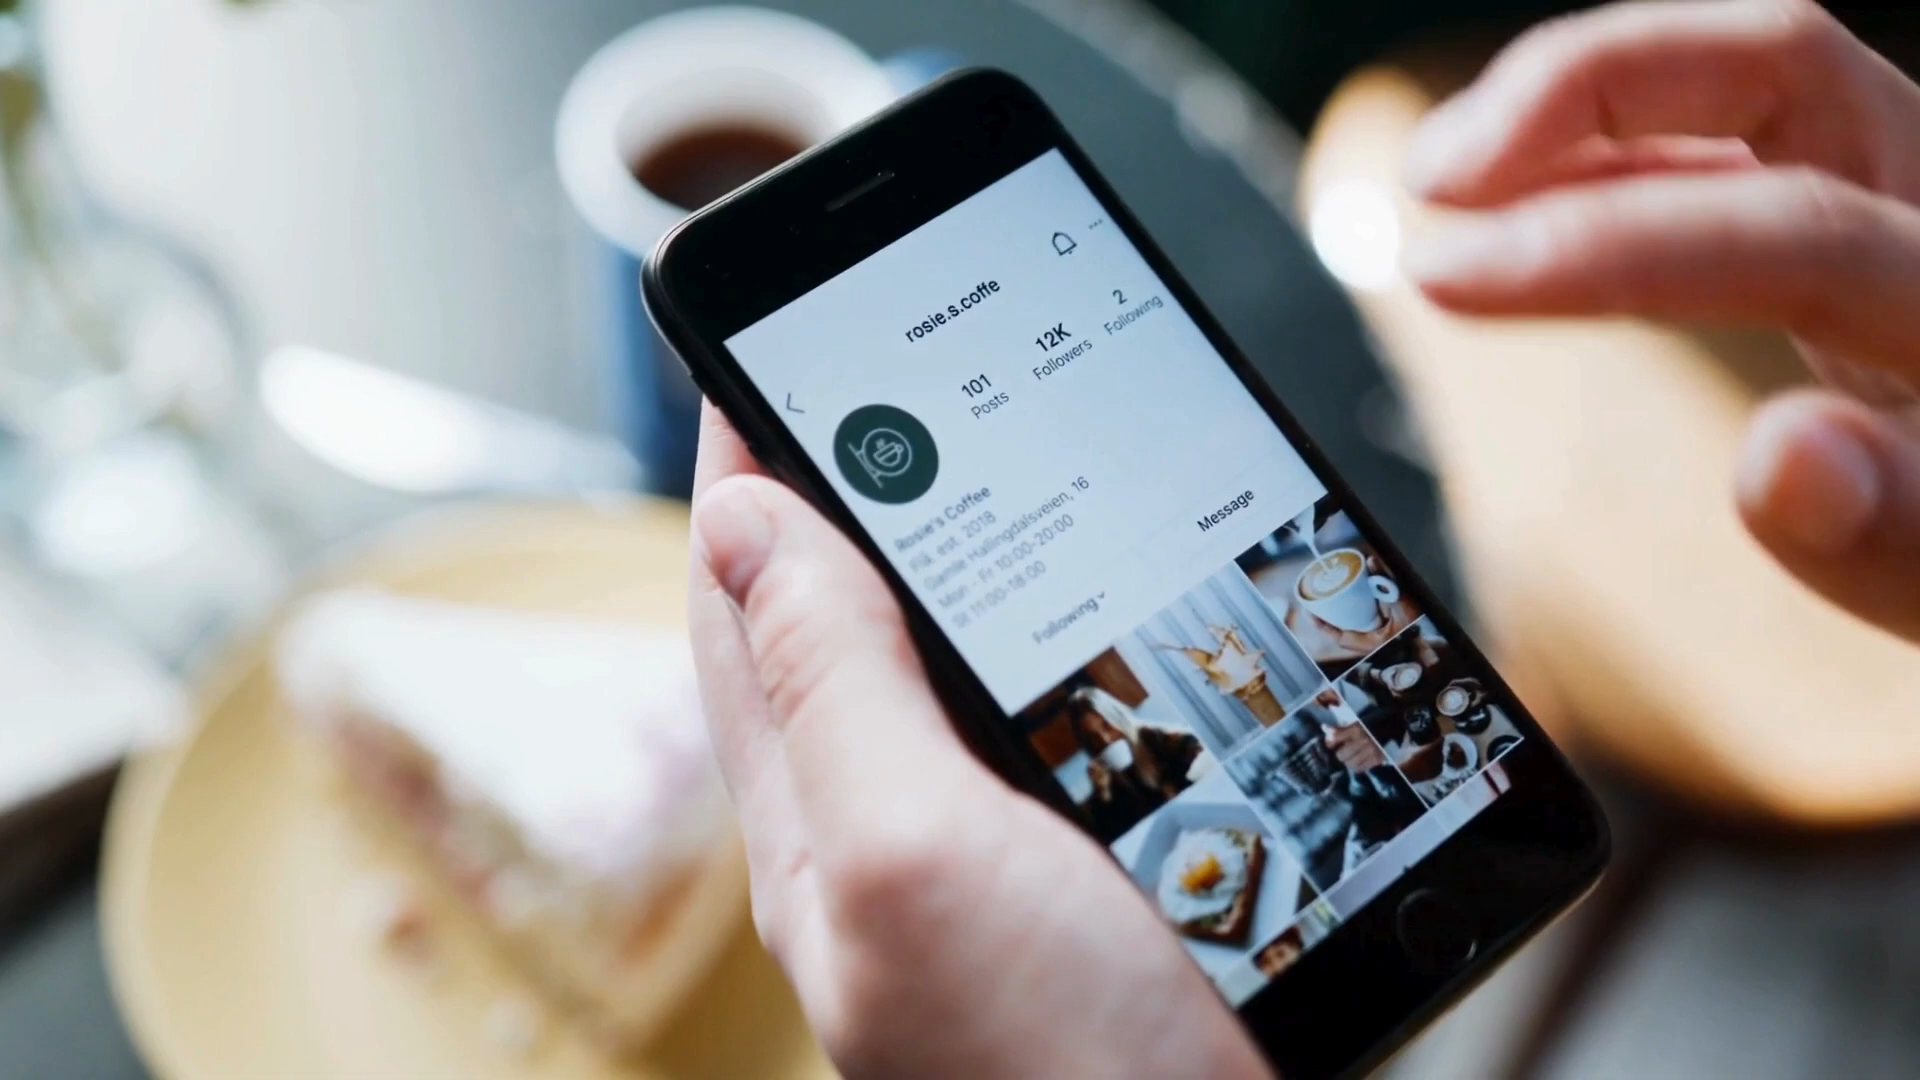 rosie.s.coffe
101
Posts
12K
Followers
2
Following
Rosie's Coffee
Flå, est. 2018
Gamle Hallingdalsveien, 16
Mon - Fr 10:00-20:00
St 11:00-18:00
Following
Message